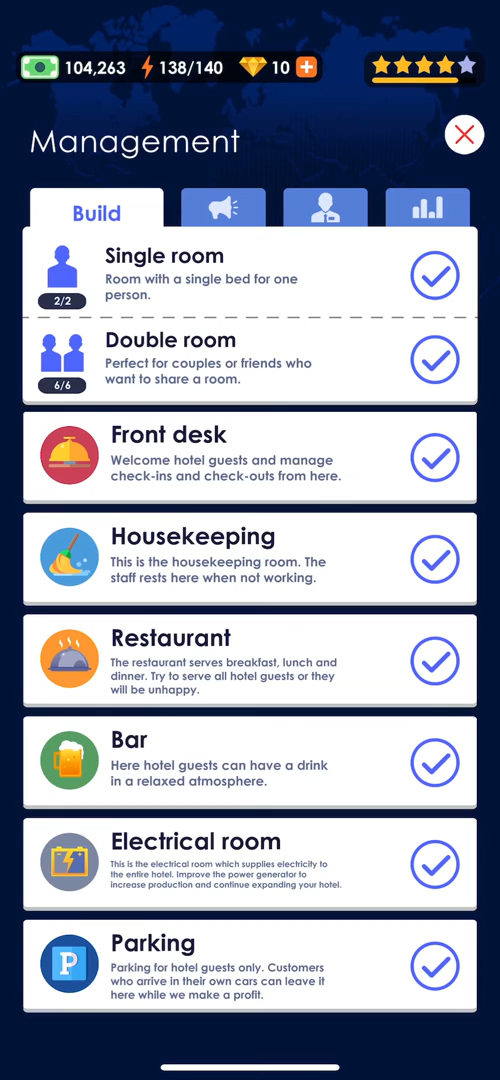 104,263 138/140 10
Management
Build
Single room
Room with a single bed for one
person.
2/2
Double room
Perfect for couples or friends who
want to share a room.
6/6
Front desk
Welcome hotel guests and manage
check-ins and check-outs from here.
Housekeeping
This is the housekeeping room. The
staff rests here when not working.
Restaurant
The restaurant serves breakfast, lunch and
dinner. Try to serve all hotel guests or they
will be unhappy.
Bar
Here hotel guests can have a drink
in a relaxed atmosphere.
Electrical room
This is the electrical room which supplies electricity to
the entire hotel. Improve the power generator to
increase production and continue expanding your hotel.
P
Parking
Parking for hotel guests only. Customers
who arrive in their own cars can leave it
here while we make a profit.